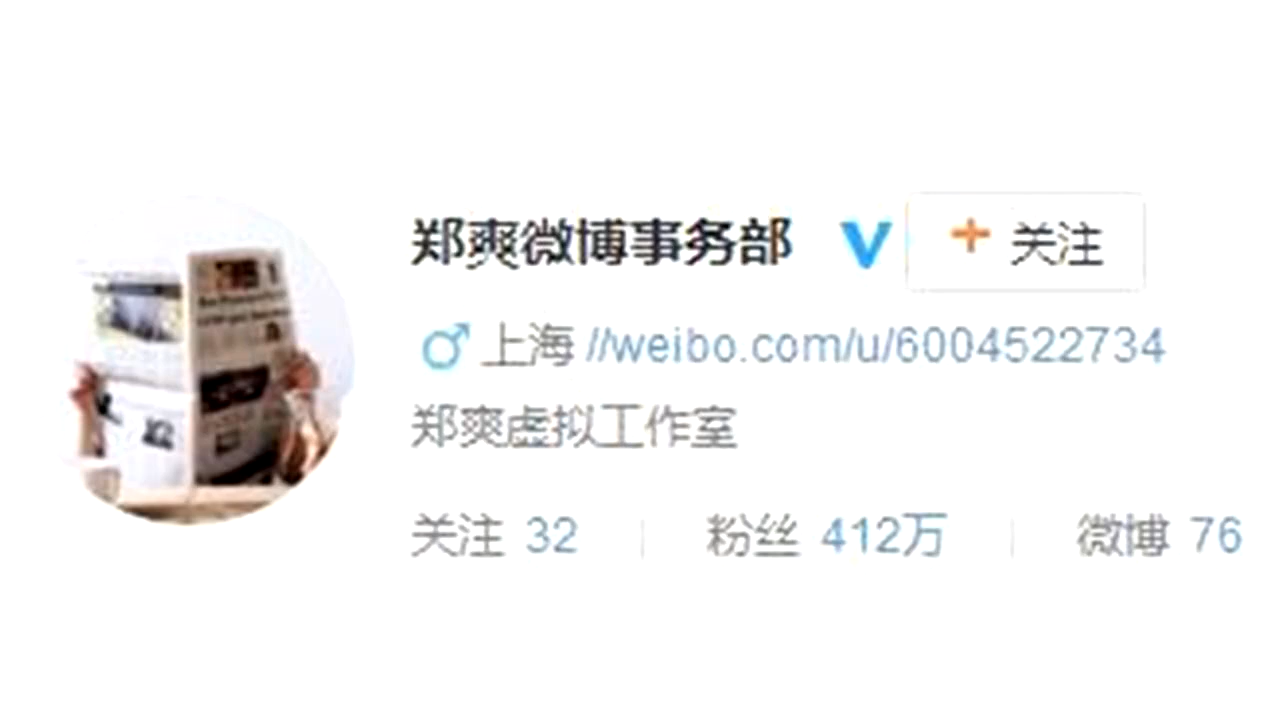 郑爽微博事务部 V + 关注
上海 //weibo.com/u/6004522734
郑爽虚拟工作室
关注 32 粉丝 412万 微博 76